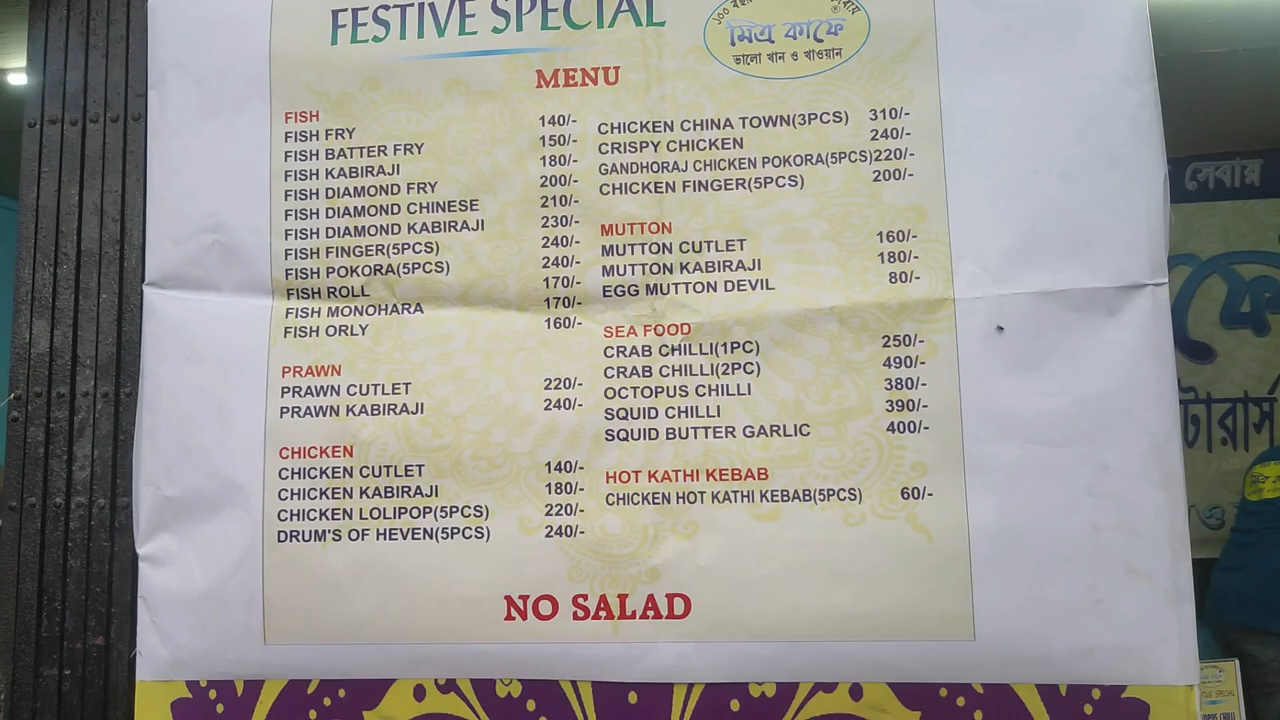 FESTIVE SPECIAL
১০০
মিত্র কাফে
ভালো খান ও খাওয়ান
MENU
FISH
FISH FRY 140/-
FISH BATTER FRY 150/-
FISH KABIRAJI 180/-
FISH DIAMOND FRY 200/-
FISH DIAMOND CHINESE 210/-
FISH DIAMOND KABIRAJI 230/-
FISH FINGER(5PCS) 240/-
FISH POKORA(5PCS) 240/-
FISH ROLL 170/-
FISH MONOHARA 170/-
FISH ORLY 160/-
PRAWN
PRAWN CUTLET 220/-
PRAWN KABIRAJI 240/-
CHICKEN
CHICKEN CUTLET 140/-
CHICKEN KABIRAJI 180/-
CHICKEN LOLIPOP(5PCS) 220/-
DRUM'S OF HEVEN(5PCS) 240/-
CHICKEN CHINA TOWN(3PCS) 310/-
CRISPY CHICKEN 240/-
GANDHORAJ CHICKEN POKORA(5PCS) 220/-
CHICKEN FINGER(5PCS) 200/-
MUTTON
MUTTON CUTLET 160/-
MUTTON KABIRAJI 180/-
EGG MUTTON DEVIL 80/-
SEA FOOD
CRAB CHILLI(1PC) 250/-
CRAB CHILLI(2PC) 490/-
OCTOPUS CHILLI 380/-
SQUID CHILLI 390/-
SQUID BUTTER GARLIC 400/-
HOT KATHI KEBAB
CHICKEN HOT KATHI KEBAB(5PCS) 60/-
NO SALAD
সেবায়
ফে
টারার্স